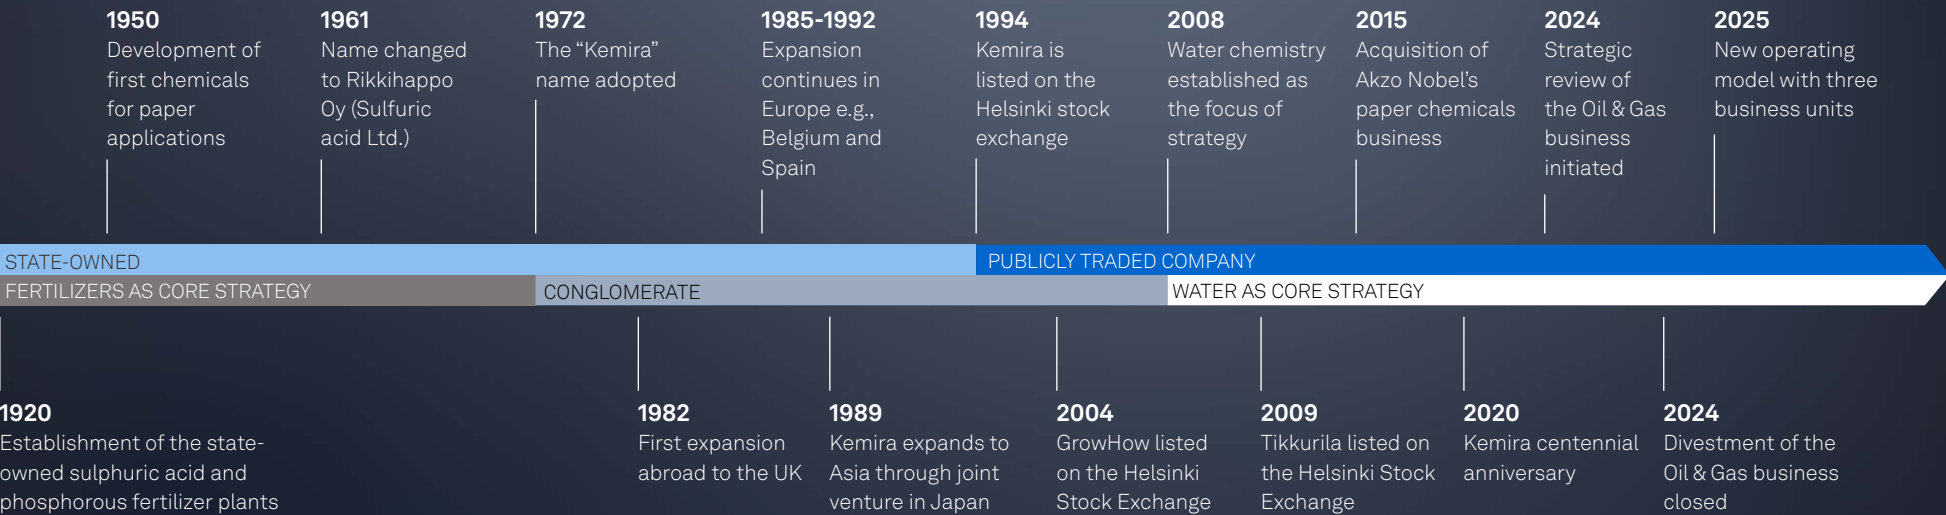 1950
Development of
first chemicals
for paper
applications
1961
Name changed
to Rikkihappo
Oy (Sulfuric
acid Ltd.)
1972
The “Kemira”
name adopted
1985-1992
Expansion
continues in
Europe e.g.,
Belgium and
Spain
1994
Kemira is
listed on the
Helsinki stock
exchange
2008
Water chemistry
established as
the focus of
strategy
2015
Acquisition of
Akzo Nobel’s
paper chemicals
business
2024
Strategic
review of
the Oil & Gas
business
initiated
2025
New operating
model with three
business units
STATE-OWNED
PUBLICLY TRADED COMPANY
FERTILIZERS AS CORE STRATEGY
CONGLOMERATE
WATER AS CORE STRATEGY
1920
Establishment of the state-
owned sulphuric acid and
phosphorous fertilizer plants
1982
First expansion
abroad to the UK
1989
Kemira expands to
Asia through joint
venture in Japan
2004
GrowHow listed
on the Helsinki
Stock Exchange
2009
Tikkurila listed on
the Helsinki Stock
Exchange
2020
Kemira centennial
anniversary
2024
Divestment of the
Oil & Gas business
closed